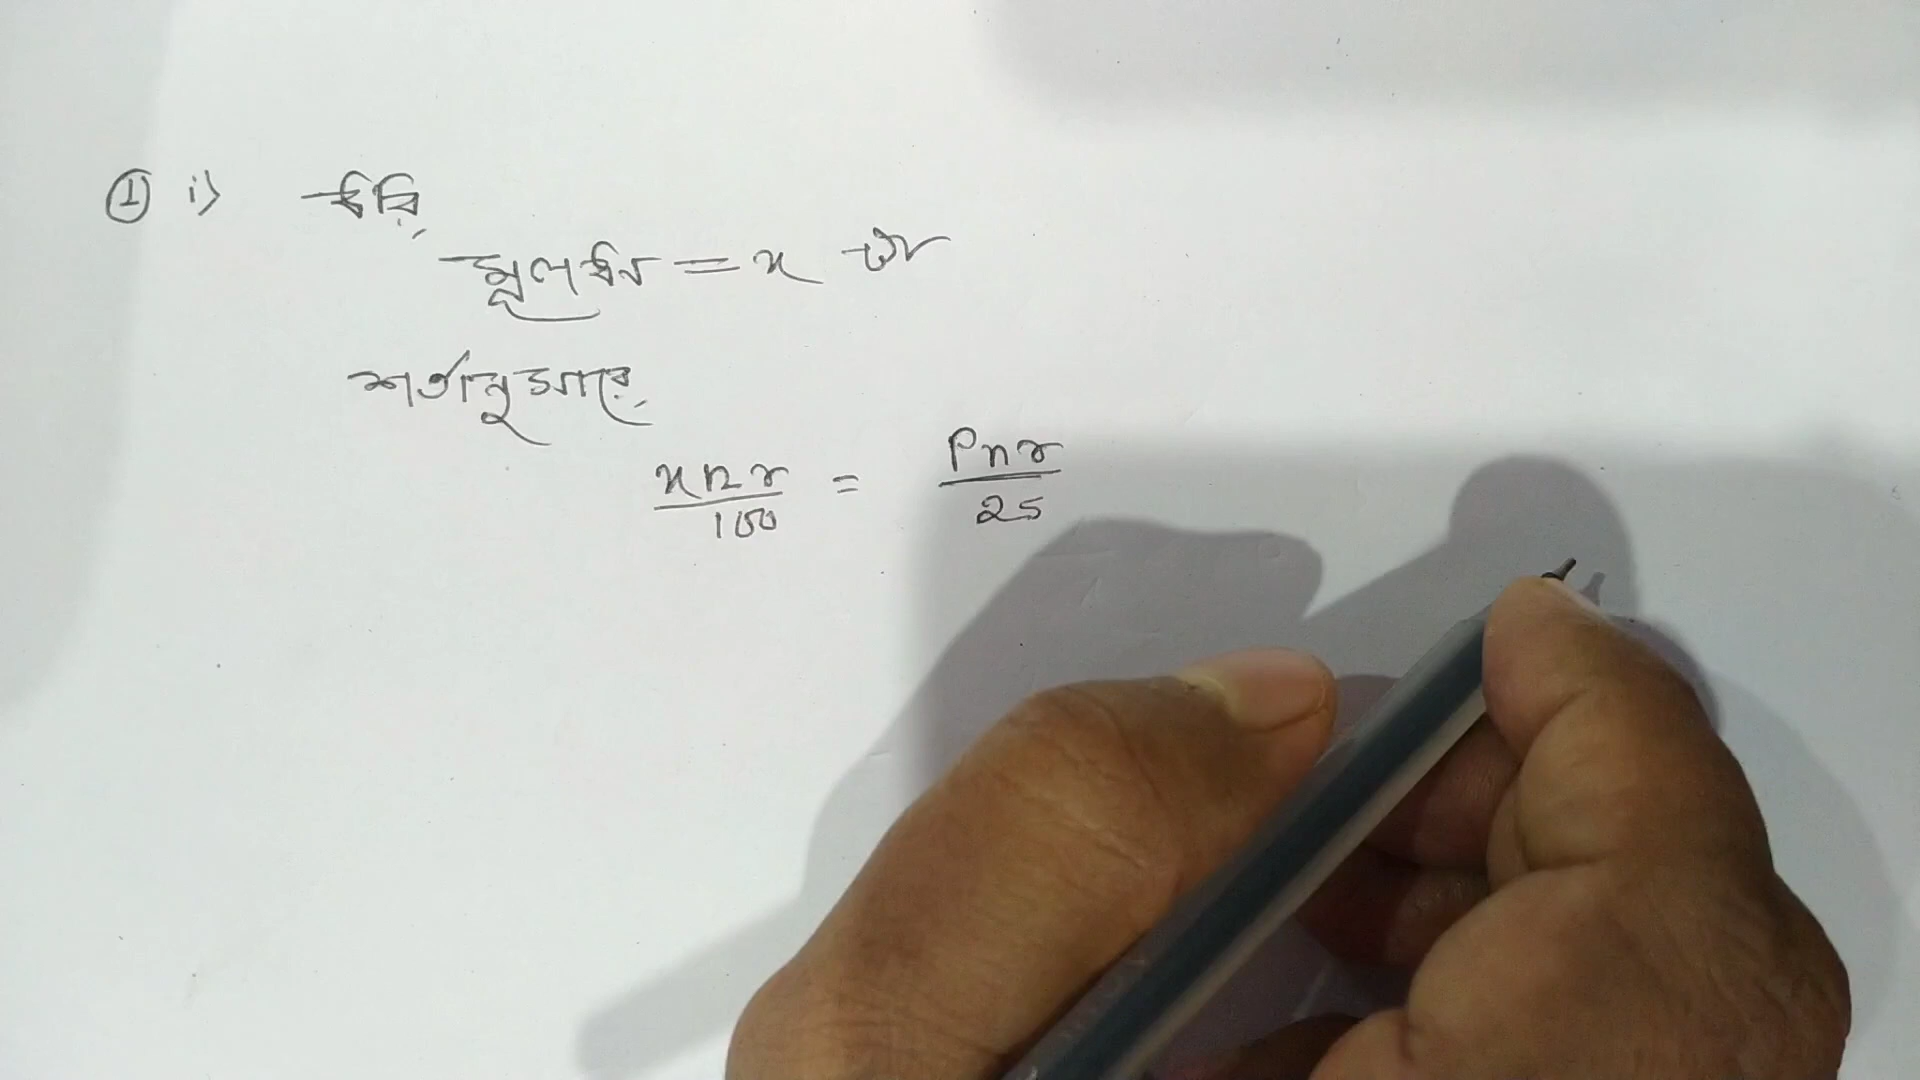 ① i) ধরি,
মূলধন = x টাঃ
শর্তানুসারে,
xnr/100 = Pnr/25